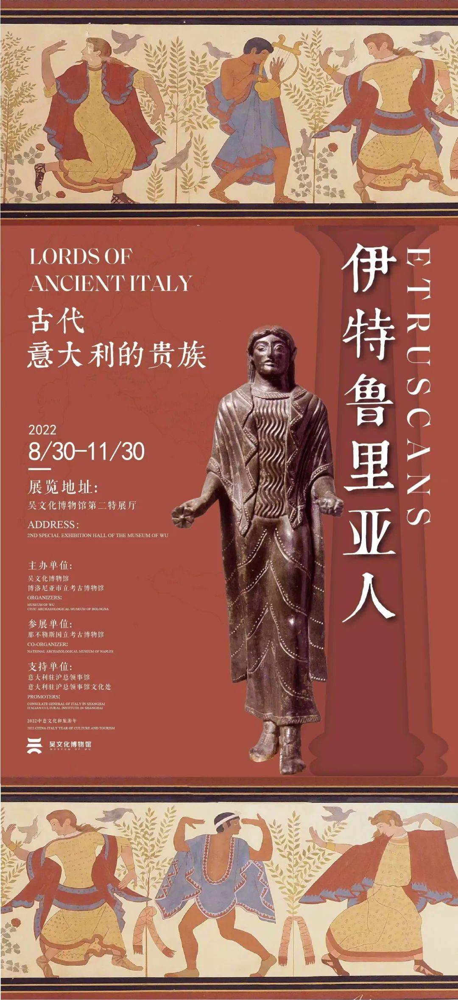 LORDS OF
ANCIENT ITALY
古代
意大利的贵族
伊特鲁里亚人
ETRUSCANS
2022
8/30-11/30
展览地址:
吴文化博物馆第二特展厅
ADDRESS:
2ND SPECIAL EXHIBITION HALL OF THE MUSEUM OF WU
主办单位:
吴文化博物馆
博洛尼亚市立考古博物馆
ORGANIZERS:
MUSEUM OF WU
CIVIC ARCHAEOLOGICAL MUSEUM OF BOLOGNA
参展单位:
那不勒斯国立考古博物馆
CO-ORGANIZER:
NATIONAL ARCHAEOLOGICAL MUSEUM OF NAPLES
支持单位:
意大利驻沪总领事馆
意大利驻沪总领事馆文化处
PROMOTERS:
CONSULATE GENERAL OF ITALY IN SHANGHAI
ITALIAN CULTURAL INSTITUTE IN SHANGHAI
2022中意文化和旅游年
2022 CHINA-ITALY YEAR OF CULTURE AND TOURISM
吴文化博物馆
MUSEUM OF WU